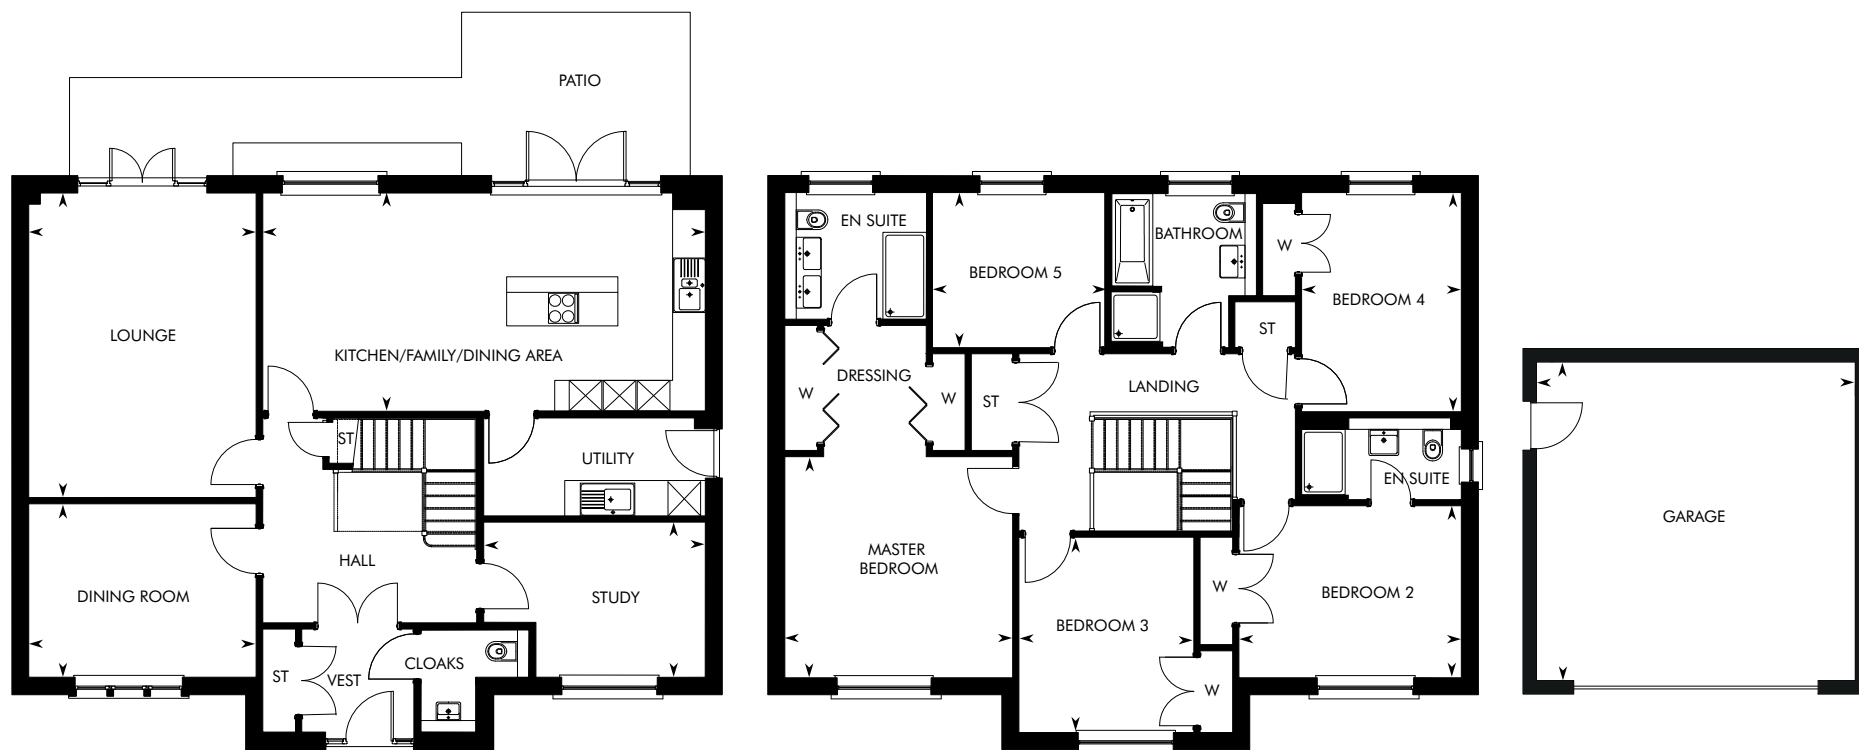 PATIO
LOUNGE
KITCHEN/FAMILY/DINING AREA
ST
UTILITY
HALL
DINING ROOM
STUDY
ST
VEST
CLOAKS
EN SUITE
BEDROOM 5
BATHROOM
W
BEDROOM 4
ST
W
DRESSING
W
ST
LANDING
EN SUITE
MASTER
BEDROOM
W
BEDROOM 2
BEDROOM 3
W
GARAGE